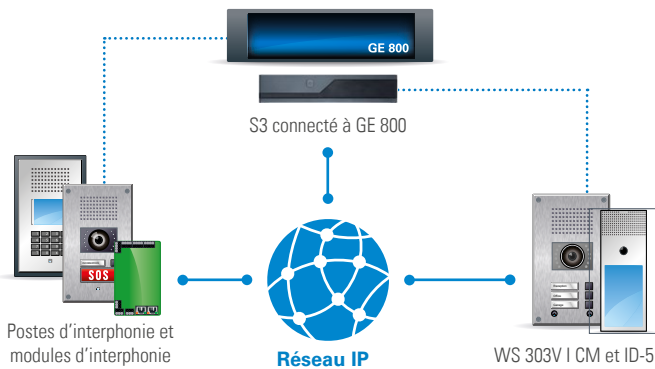 GE 800
S3 connecté à GE 800
SOS
Postes d'interphonie et
modules d'interphonie
Réseau IP
WS 303V I CM et ID-5